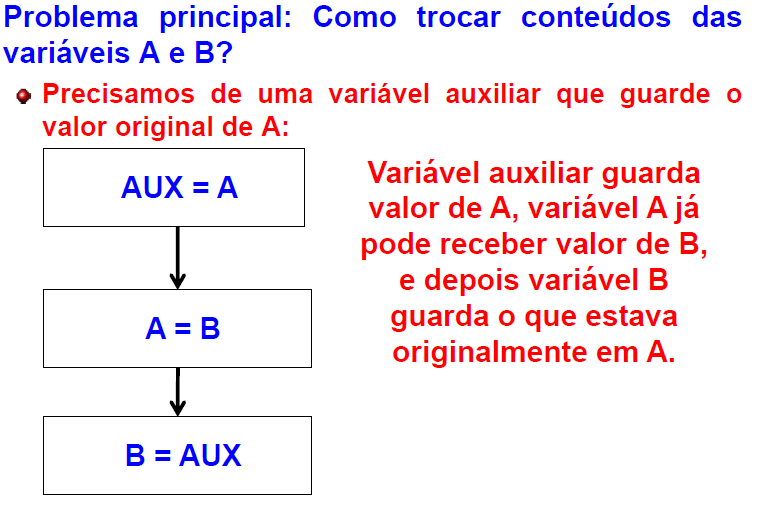 Problema principal: Como trocar conteúdos das
variáveis A e B?
Precisamos de uma variável auxiliar que guarde o
valor original de A:
AUX = A
A = B
B = AUX
Variável auxiliar guarda
valor de A, variável A já
pode receber valor de B,
e depois variável B
guarda o que estava
originalmente em A.